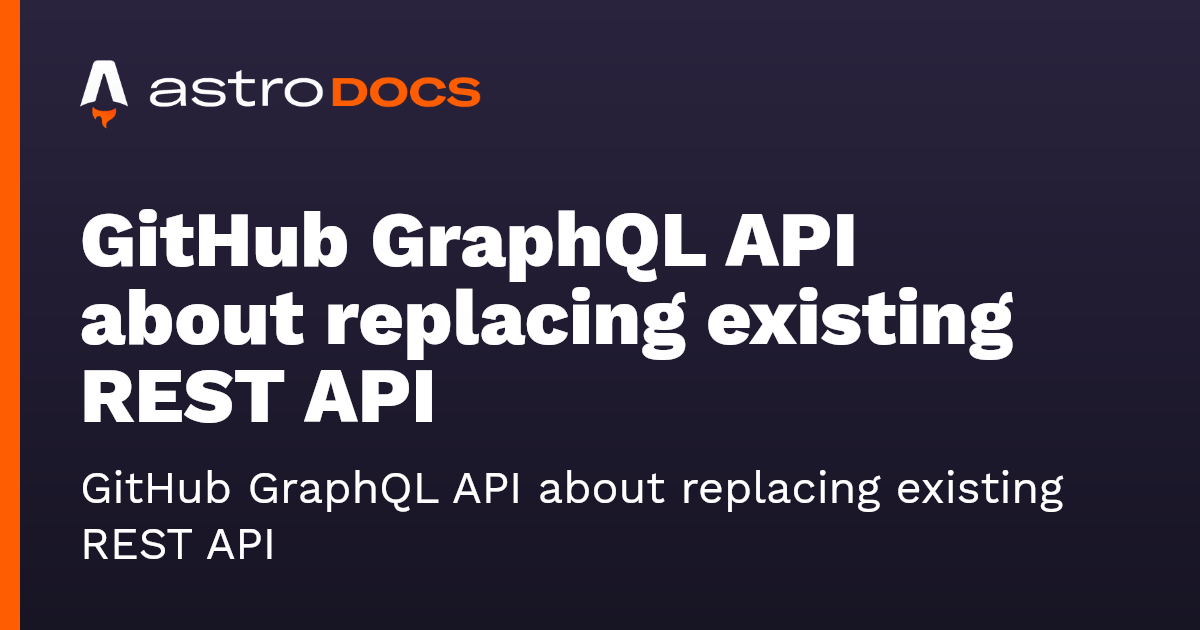 astro DOCS
GitHub GraphQL API
about replacing existing
REST API
GitHub GraphQL API about replacing existing
REST API